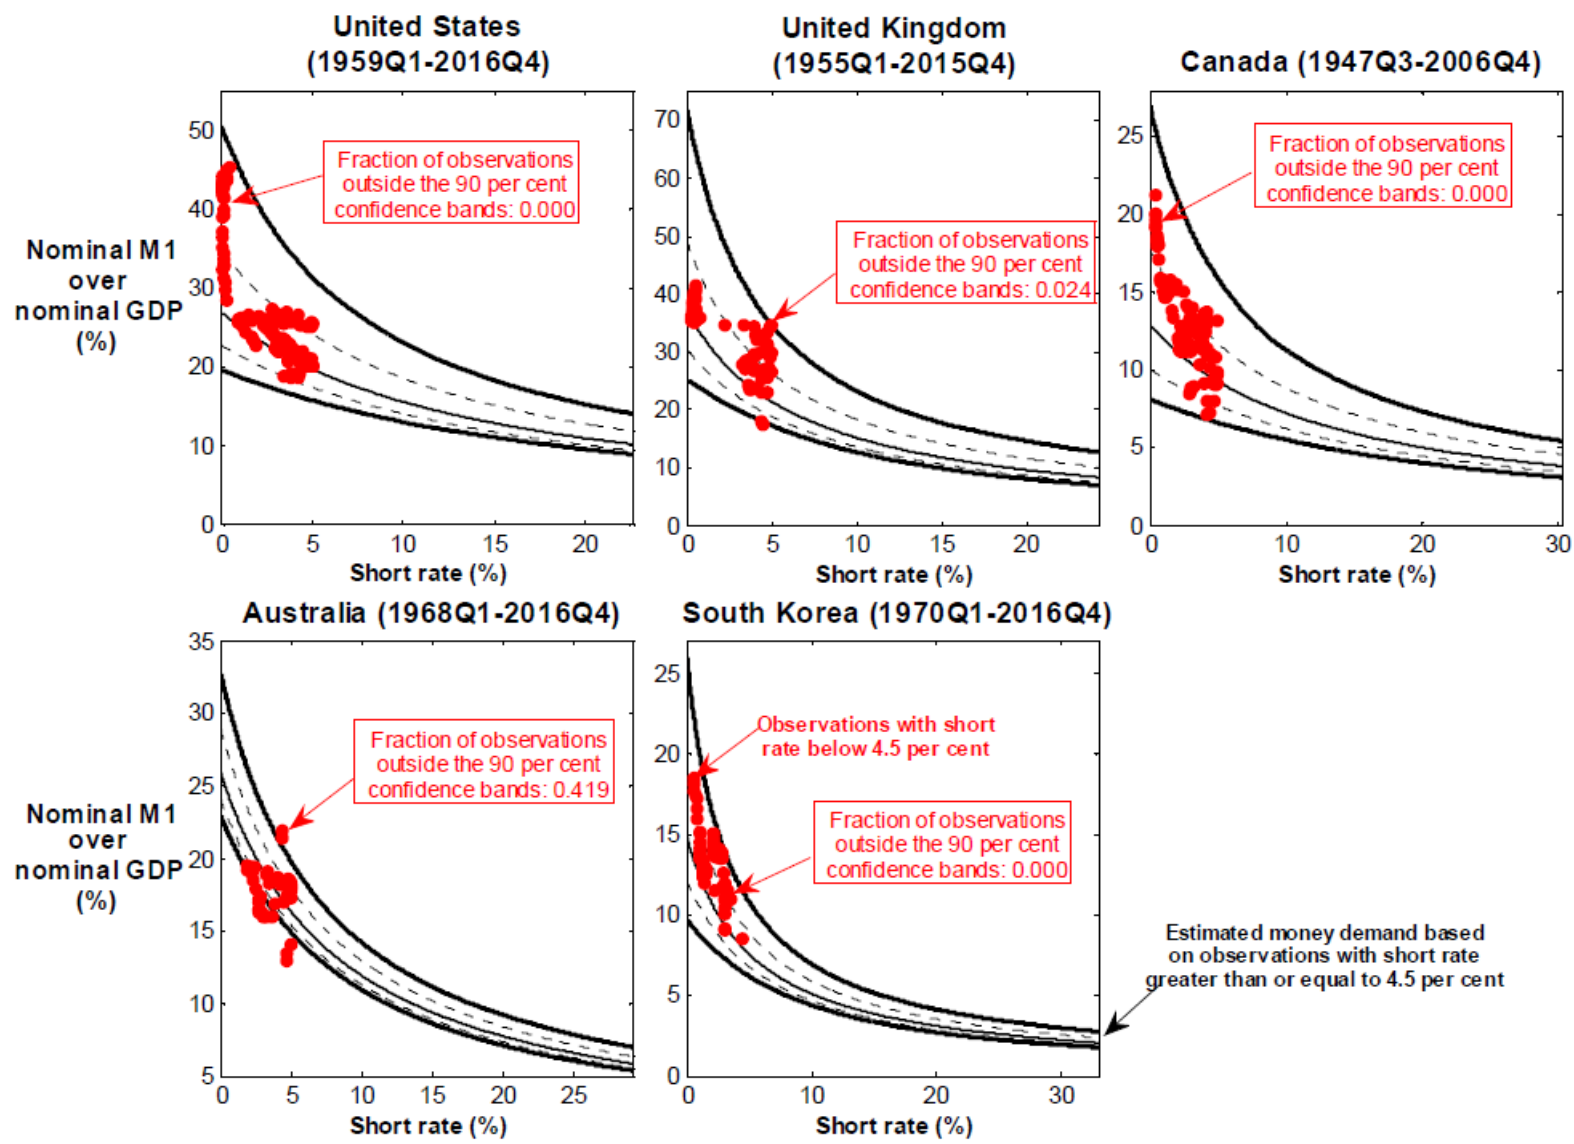 United States
(1959Q1-2016Q4)
United Kingdom
(1955Q1-2015Q4)
Canada (1947Q3-2006Q4)
Nominal M1
over
nominal GDP
(%)
50
40
30
20
10
0
Fraction of observations
outside the 90 per cent
confidence bands: 0.000
0 5 10 15 20
Short rate (%)
70
60
50
40
30
20
10
0
Fraction of observations
outside the 90 per cent
confidence bands: 0.024
0 5 10 15 20
Short rate (%)
25
20
15
10
5
0
Fraction of observations
outside the 90 per cent
confidence bands: 0.000
0 10 20 30
Short rate (%)
Australia (1968Q1-2016Q4)
South Korea (1970Q1-2016Q4)
Nominal M1
over
nominal GDP
(%)
35
30
25
20
15
10
5
Fraction of observations
outside the 90 per cent
confidence bands: 0.419
0 5 10 15 20 25
Short rate (%)
25
20
15
10
5
0
Observations with short
rate below 4.5 per cent
Fraction of observations
outside the 90 per cent
confidence bands: 0.000
0 10 20 30
Short rate (%)
Estimated money demand based
on observations with short rate
greater than or equal to 4.5 per cent